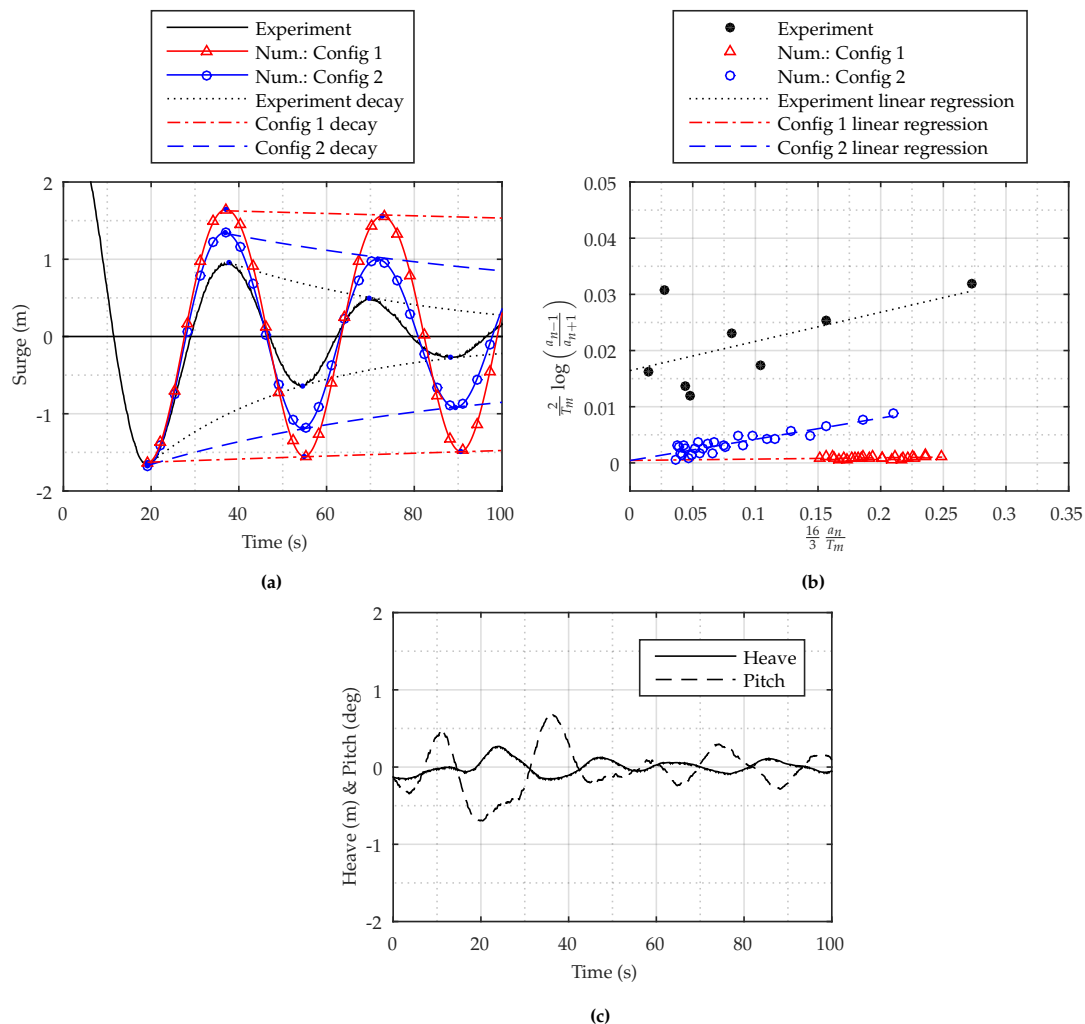 Experiment
Num.: Config 1
Num.: Config 2
Experiment decay
Config 1 decay
Config 2 decay
2
1
0
-1
-2
Surge (m)
0 20 40 60 80 100
Time (s)
(a)
Experiment
Num.: Config 1
Num.: Config 2
Experiment linear regression
Config 1 linear regression
Config 2 linear regression
0.05
0.04
0.03
0.02
0.01
0
2/T_m log (a_{n−1}/a_{n+1})
0.05 0.1 0.15 0.2 0.25 0.3 0.35
16/3 a_n/T_m
(b)
2
1
0
-1
-2
Heave (m) & Pitch (deg)
Heave
Pitch
0 20 40 60 80 100
Time (s)
(c)